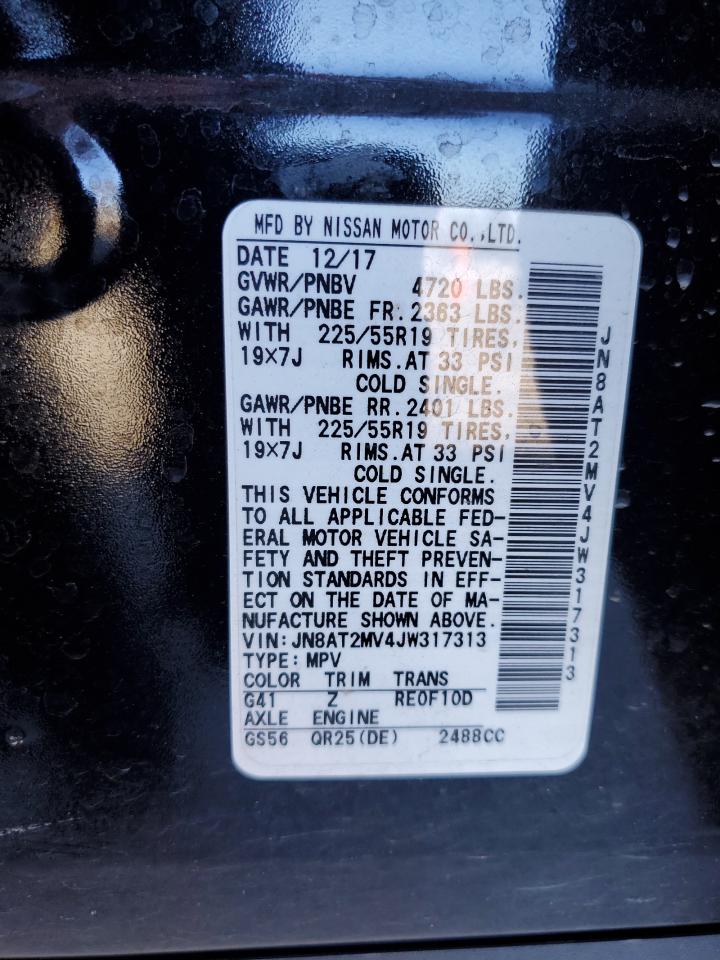 MFD BY NISSAN MOTOR CO.,LTD.
DATE 12/17
GVWR/PNBV 4720 LBS.
GAWR/PNBE FR.2363 LBS.
WITH 225/55R19 TIRES,
19×7J RIMS.AT 33 PSI
COLD SINGLE.
GAWR/PNBE RR.2401 LBS.
WITH 225/55R19 TIRES,
19×7J RIMS.AT 33 PSI
COLD SINGLE.
THIS VEHICLE CONFORMS
TO ALL APPLICABLE FED-
ERAL MOTOR VEHICLE SA-
FETY AND THEFT PREVEN-
TION STANDARDS IN EFF-
ECT ON THE DATE OF MA-
NUFACTURE SHOWN ABOVE.
VIN:JN8AT2MV4JW317313
TYPE:MPV
COLOR TRIM TRANS
G41 Z RE0F10D
AXLE ENGINE
GS56 QR25(DE) 2488CC
JN8AT2MV4JW317313